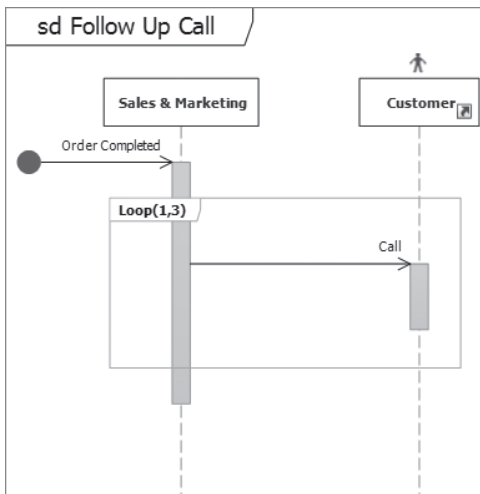 sd Follow Up Call
Sales & Marketing
Customer
Order Completed
Loop(1,3)
Call